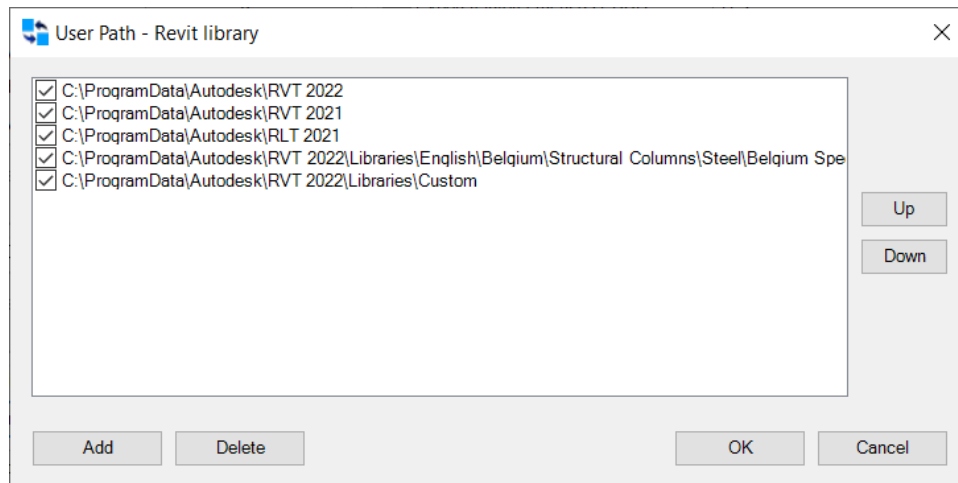 User Path - Revit library
C:\ProgramData\Autodesk\RVT 2022
C:\ProgramData\Autodesk\RVT 2021
C:\ProgramData\Autodesk\RLT 2021
C:\ProgramData\Autodesk\RVT 2022\Libraries\English\Belgium\Structural Columns\Steel\Belgium Spe
C:\ProgramData\Autodesk\RVT 2022\Libraries\Custom
Up
Down
Add Delete OK Cancel